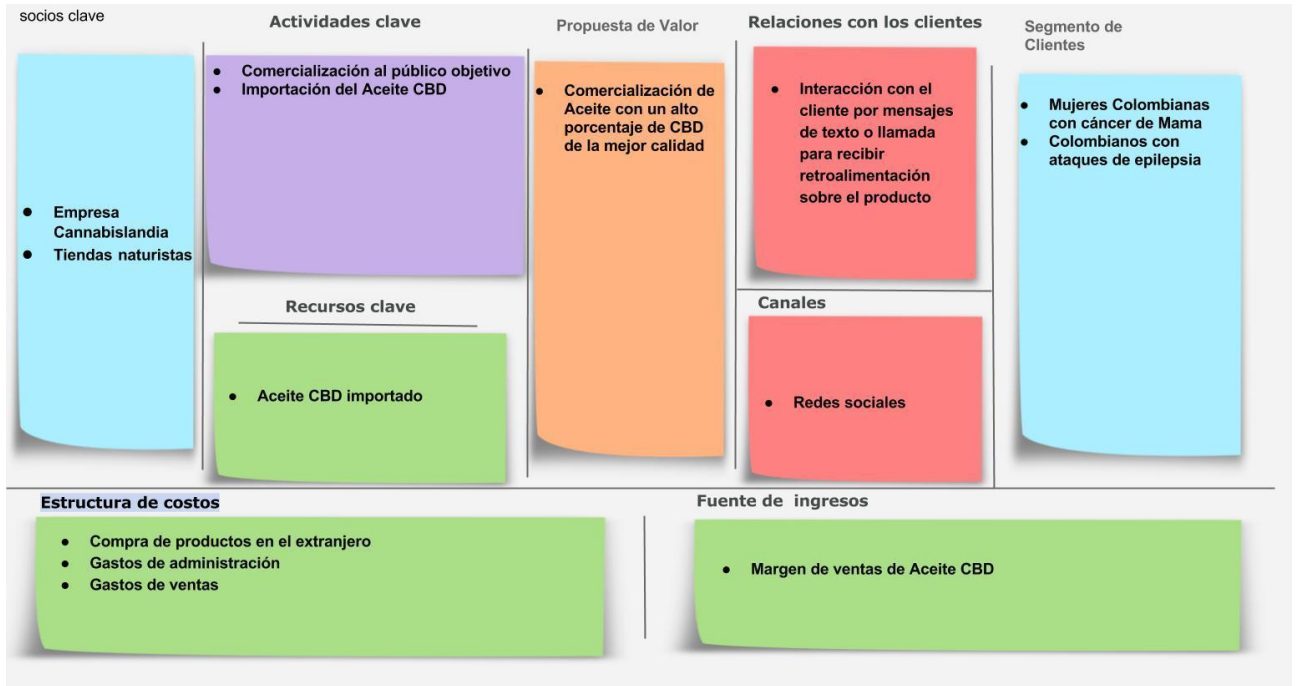 socios clave
● Empresa
Cannabislandia
● Tiendas naturistas
Actividades clave
● Comercialización al público objetivo
● Importación del Aceite CBD
Recursos clave
● Aceite CBD importado
Propuesta de Valor
● Comercialización de
Aceite con un alto
porcentaje de CBD
de la mejor calidad
Relaciones con los clientes
● Interacción con el
cliente por mensajes
de texto o llamada
para recibir
retroalimentación
sobre el producto
Canales
● Redes sociales
Segmento de
Clientes
● Mujeres Colombianas
con cáncer de Mama
● Colombianos con
ataques de epilepsia
Estructura de costos
● Compra de productos en el extranjero
● Gastos de administración
● Gastos de ventas
Fuente de ingresos
● Margen de ventas de Aceite CBD